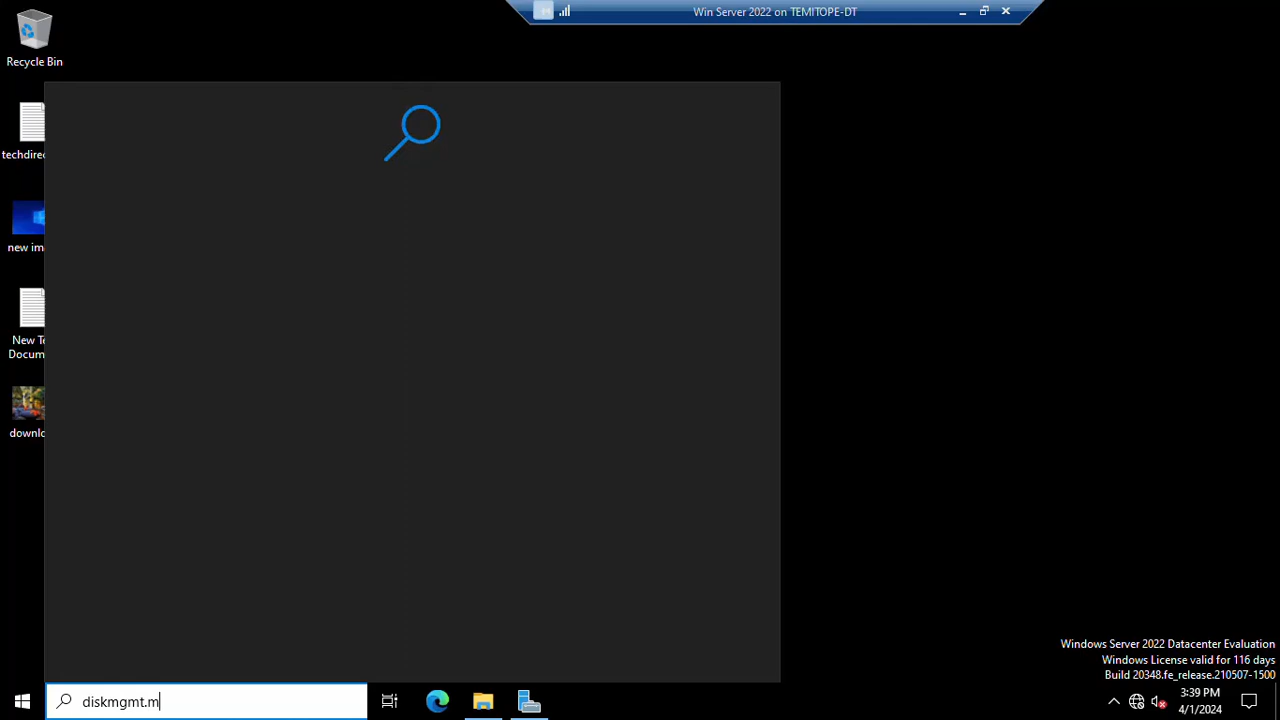 Win Server 2022 on TEMITOPE-DT
Recycle Bin
techdirec
new im
New Te
Docum
downlo
Windows Server 2022 Datacenter Evaluation
Windows License valid for 116 days
Build 20348.fe_release.210507-1500
diskmgmt.m
3:39 PM
4/1/2024